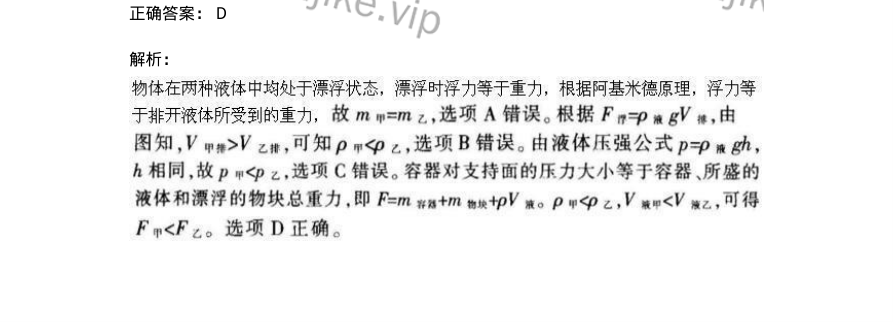 正确答案： D
解析：
物体在两种液体中均处于漂浮状态，漂浮时浮力等于重力，根据阿基米德原理，浮力等
于排开液体所受到的重力，故 m 甲=m 乙,选项 A 错误。根据 F 浮=ρ 液 gV 排,由
图知,V 甲排>V 乙排,可知 ρ 甲<ρ 乙,选项 B 错误。由液体压强公式 p=ρ 液 gh,
h 相同,故 p 甲<p 乙,选项 C 错误。容器对支持面的压力大小等于容器、所盛的
液体和漂浮的物块总重力,即 F=m 容器+m 物块+ρV 液。ρ 甲<ρ 乙,V 液甲<V 液乙,可得
F 甲<F 乙。选项 D 正确。